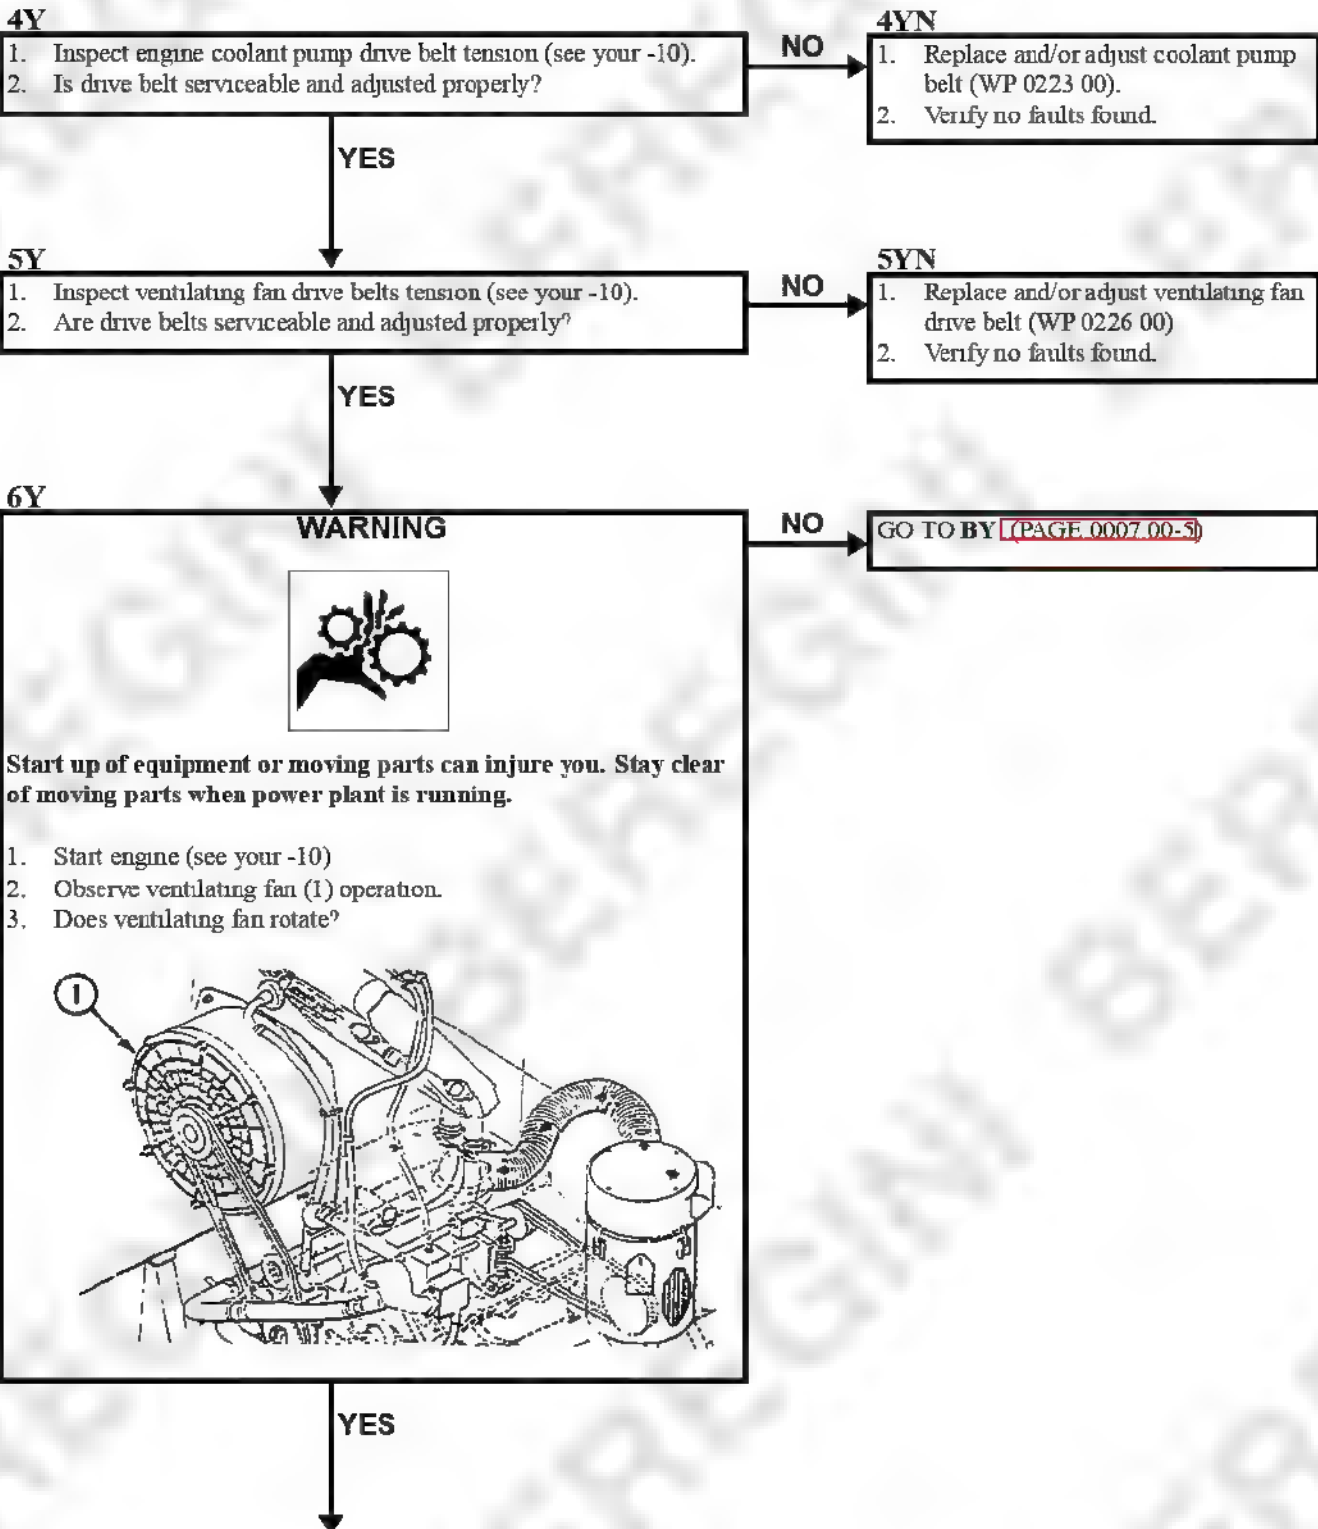 4Y
1. Inspect engine coolant pump drive belt tension (see your -10).
2. Is drive belt serviceable and adjusted properly?
NO
4YN
1. Replace and/or adjust coolant pump
belt (WP 0223 00).
2. Verify no faults found.
YES
5Y
1. Inspect ventilating fan drive belts tension (see your -10).
2. Are drive belts serviceable and adjusted properly?
NO
5YN
1. Replace and/or adjust ventilating fan
drive belt (WP 0226 00)
2. Verify no faults found.
YES
6Y
WARNING
NO
GO TO BY (PAGE 0007 00-5)
Start up of equipment or moving parts can injure you. Stay clear
of moving parts when power plant is running.
1. Start engine (see your -10)
2. Observe ventilating fan (1) operation.
3. Does ventilating fan rotate?
1
YES